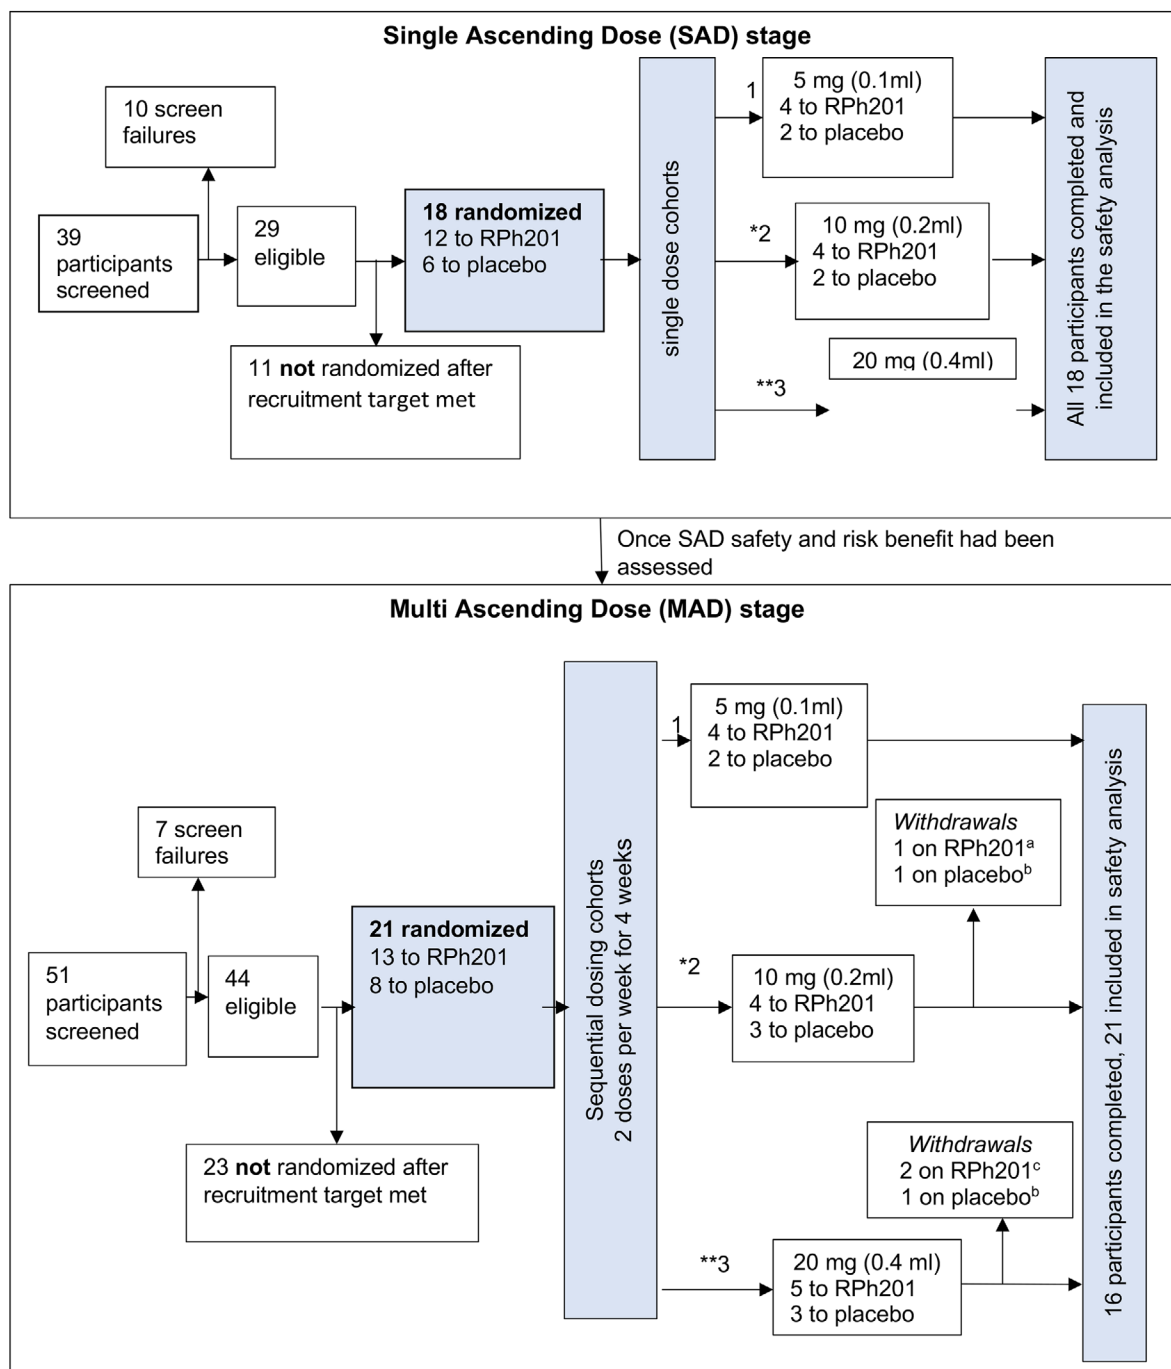 Single Ascending Dose (SAD) stage
10 screen
failures
39
participants
screened
29
eligible
11 not randomized after
recruitment target met
18 randomized
12 to RPh201
6 to placebo
single dose cohorts
1
5 mg (0.1ml)
4 to RPh201
2 to placebo
*2
10 mg (0.2ml)
4 to RPh201
2 to placebo
**3
20 mg (0.4ml)
All 18 participants completed and
included in the safety analysis
Once SAD safety and risk benefit had been
assessed
Multi Ascending Dose (MAD) stage
7 screen
failures
51
participants
screened
44
eligible
23 not randomized after
recruitment target met
21 randomized
13 to RPh201
8 to placebo
Sequential dosing cohorts
2 doses per week for 4 weeks
1
5 mg (0.1ml)
4 to RPh201
2 to placebo
*2
10 mg (0.2ml)
4 to RPh201
3 to placebo
Withdrawals
1 on RPh201ᵃ
1 on placeboᵇ
**3
20 mg (0.4 ml)
5 to RPh201
3 to placebo
Withdrawals
2 on RPh201ᶜ
1 on placeboᵇ
16 participants completed, 21 included in safety analysis